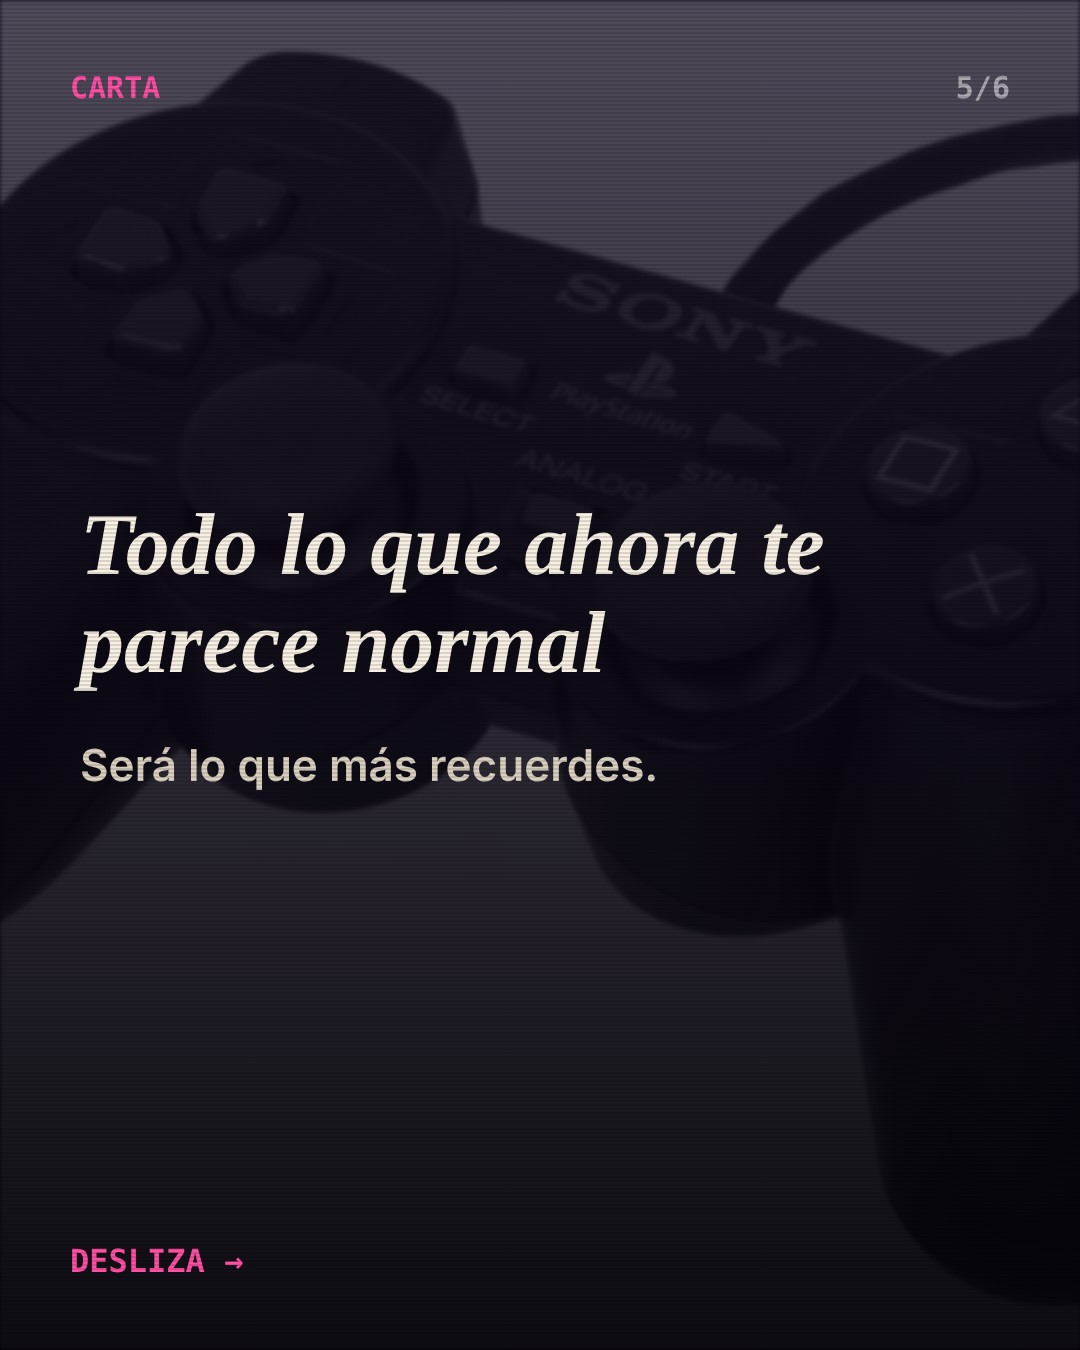 CARTA
5/6
SONY
PlayStation
SELECT
START
ANALOG
Todo lo que ahora te
parece normal
Será lo que más recuerdes.
DESLIZA →